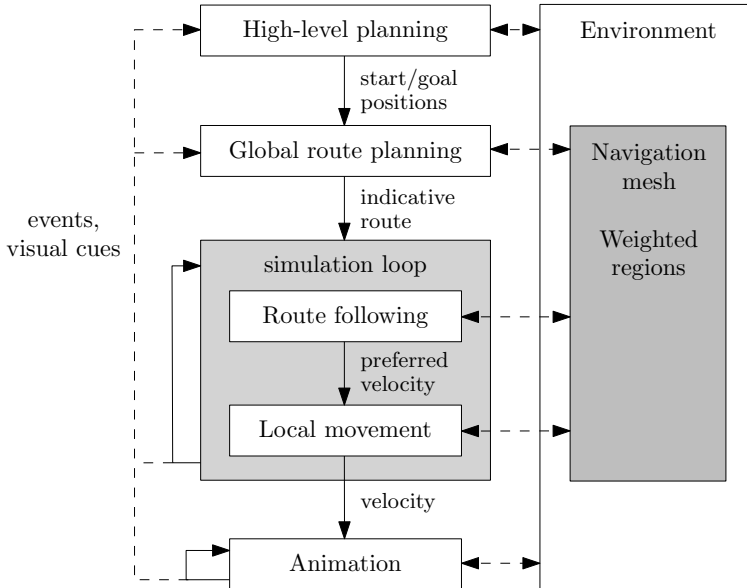 High-level planning
Environment
start/goal
positions
Global route planning
Navigation
mesh
indicative
route
events,
visual cues
Weighted
regions
simulation loop
Route following
preferred
velocity
Local movement
velocity
Animation